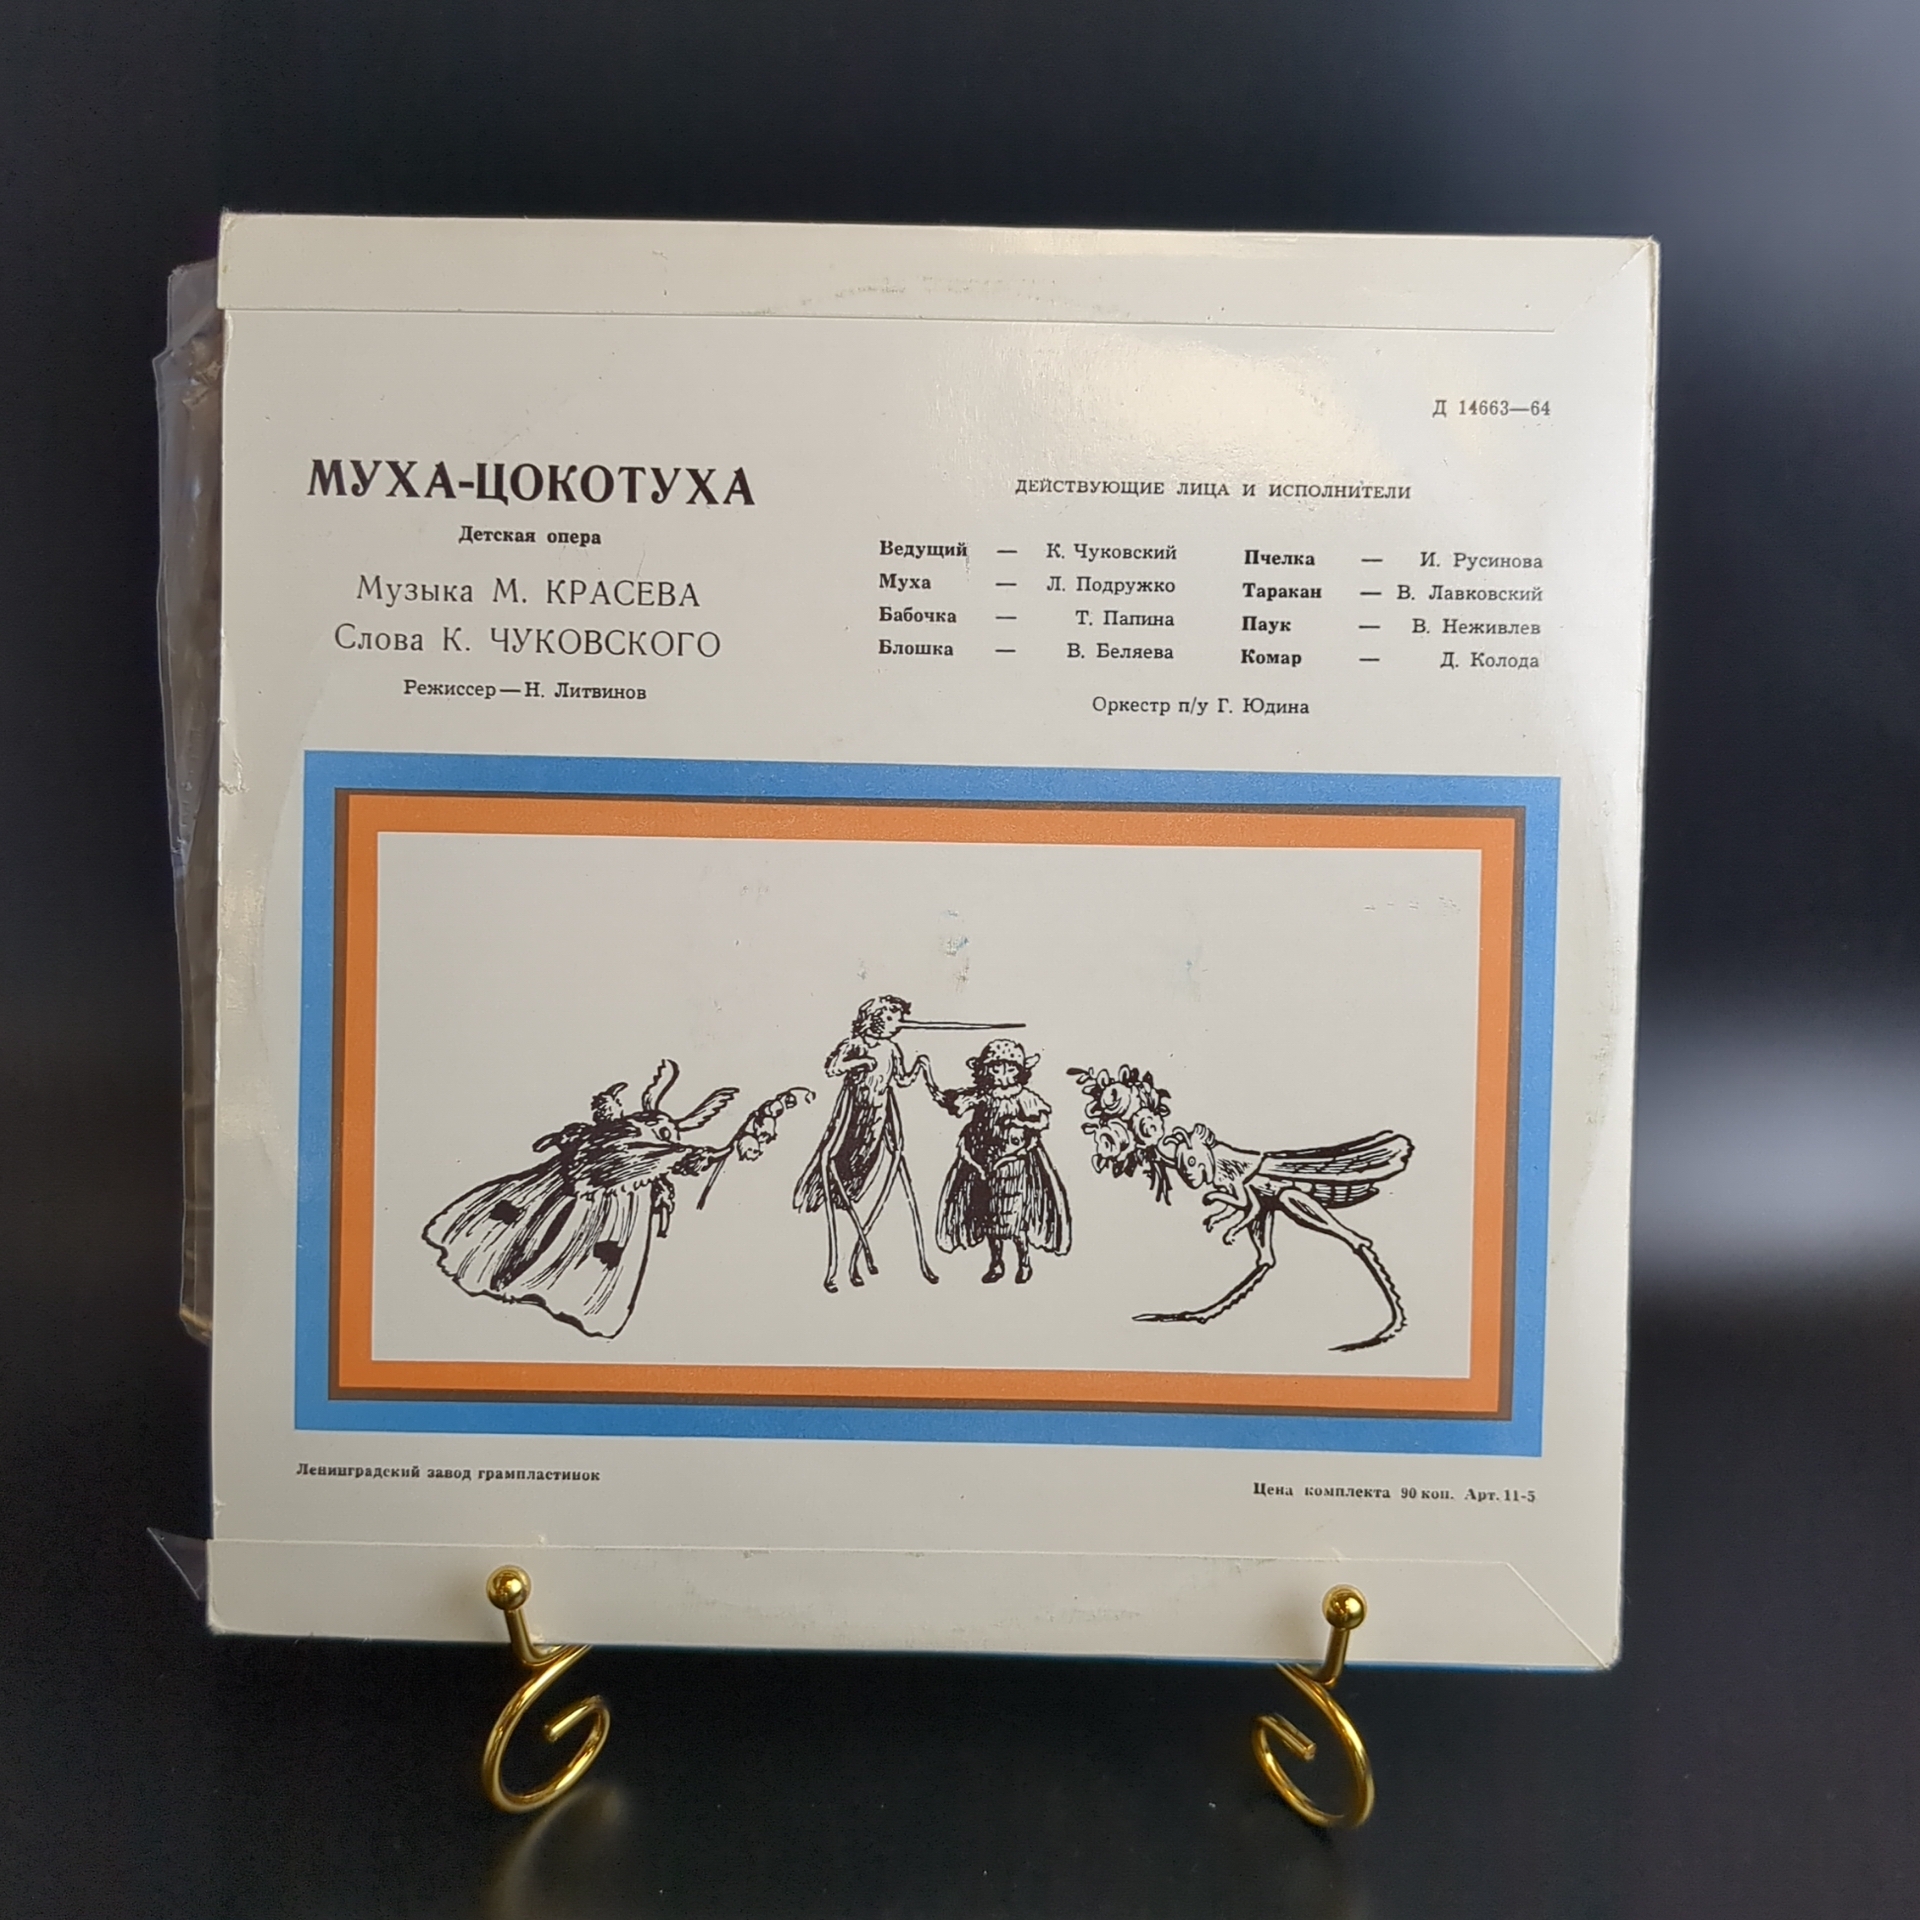 Д 14663—64
МУХА-ЦОКОТУХА
Детская опера
Музыка М. КРАСЕВА
Слова К. ЧУКОВСКОГО
Режиссер — Н. Литвинов
ДЕЙСТВУЮЩИЕ ЛИЦА И ИСПОЛНИТЕЛИ
Ведущий — К. Чуковский
Муха — Л. Подружко
Бабочка — Т. Папина
Блошка — В. Беляева
Пчелка — И. Русинова
Таракан — В. Лавковский
Паук — В. Неживлев
Комар — Д. Колода
Оркестр п/у Г. Юдина
Ленинградский завод грампластинок
Цена комплекта 90 коп. Арт. 11-5